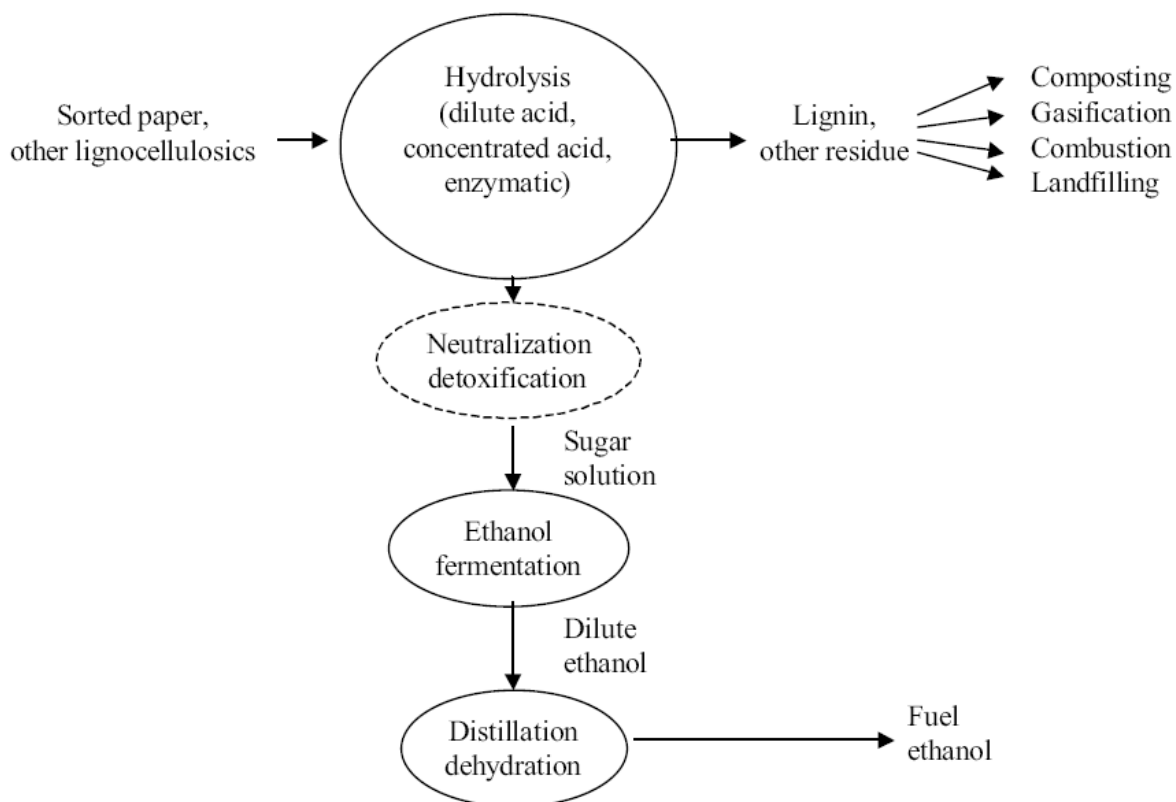 Sorted paper,
other lignocellulosics
Hydrolysis
(dilute acid,
concentrated acid,
enzymatic)
Lignin,
other residue
Composting
Gasification
Combustion
Landfilling
Neutralization
detoxification
Sugar
solution
Ethanol
fermentation
Dilute
ethanol
Distillation
dehydration
Fuel
ethanol